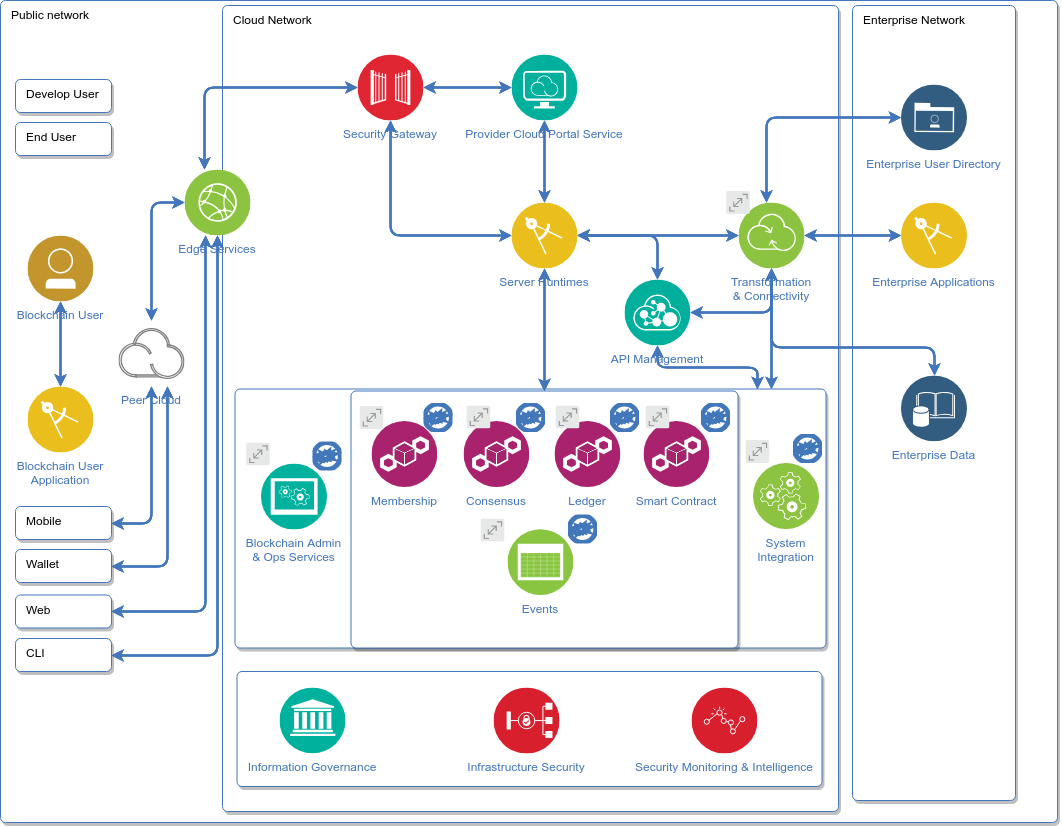 Public network
Cloud Network
Enterprise Network
Develop User
End User
Security Gateway
Provider Cloud Portal Service
Enterprise User Directory
Edge Services
Server Runtimes
Transformation
& Connectivity
Enterprise Applications
Blockchain User
API Management
Peer Cloud
Enterprise Data
Blockchain User
Application
Membership
Consensus
Ledger
Smart Contract
Mobile
Blockchain Admin
& Ops Services
System
Integration
Wallet
Events
Web
CLI
Information Governance
Infrastructure Security
Security Monitoring & Intelligence